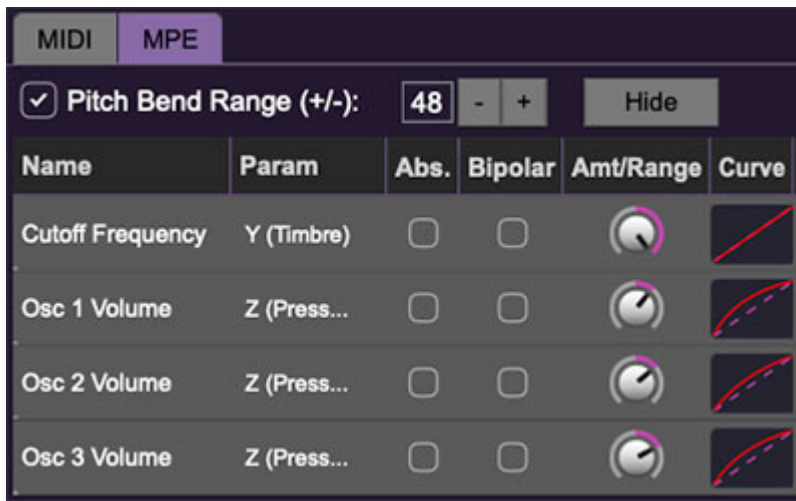 MIDI MPE
Pitch Bend Range (+/-): 48 - + Hide
Name Param Abs. Bipolar Amt/Range Curve
Cutoff Frequency Y (Timbre)
Osc 1 Volume Z (Press...
Osc 2 Volume Z (Press...
Osc 3 Volume Z (Press...